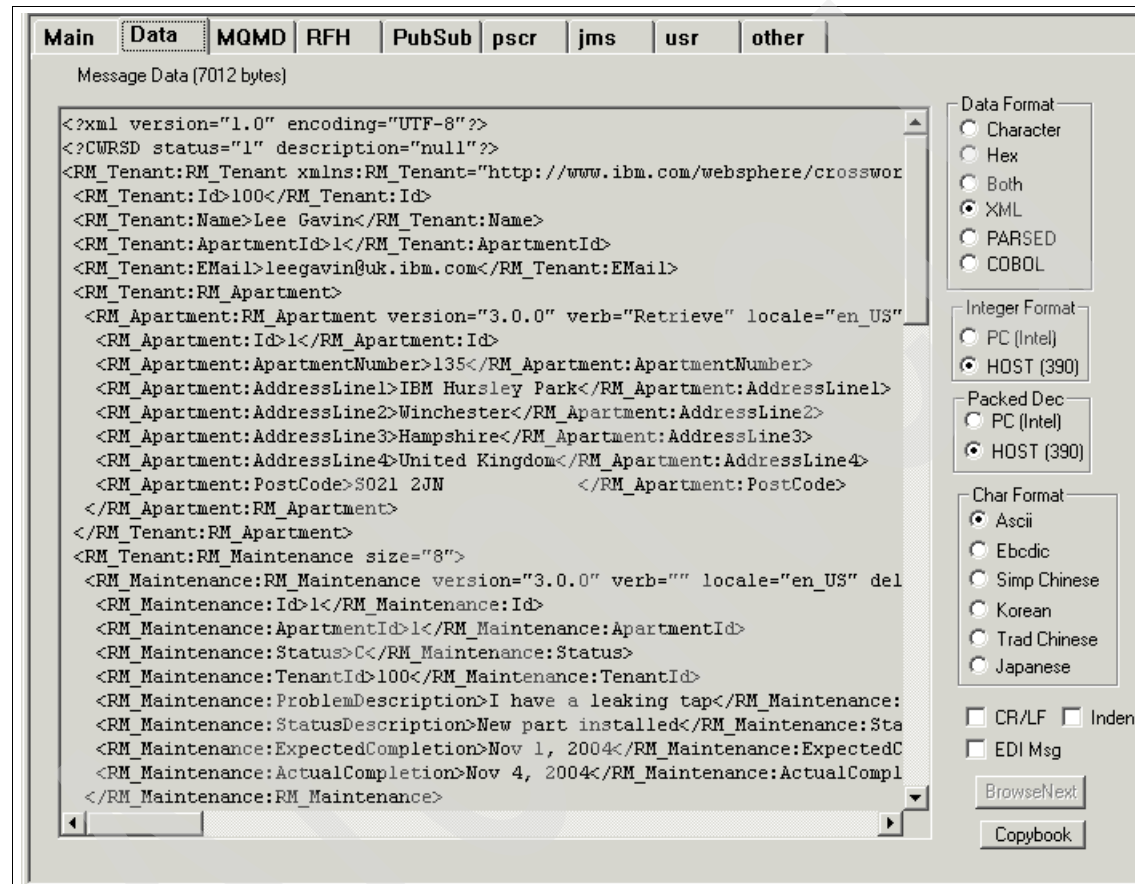 Main Data MQMD RFH PubSub pscr jms usr other
Message Data (7012 bytes)
<?xml version="1.0" encoding="UTF-8"?>
<?CWRSD status="1" description="null"?>
<RM_Tenant:RM_Tenant xmlns:RM_Tenant="http://www.ibm.com/websphere/crosswor
<RM_Tenant:Id>100</RM_Tenant:Id>
<RM_Tenant:Name>Lee Gavin</RM_Tenant:Name>
<RM_Tenant:ApartmentId>1</RM_Tenant:ApartmentId>
<RM_Tenant:EMail>leegavin@uk.ibm.com</RM_Tenant:EMail>
<RM_Tenant:RM_Apartment>
<RM_Apartment:RM_Apartment version="3.0.0" verb="Retrieve" locale="en_US"
<RM_Apartment:Id>1</RM_Apartment:Id>
<RM_Apartment:ApartmentNumber>135</RM_Apartment:ApartmentNumber>
<RM_Apartment:AddressLine1>IBM Hursley Park</RM_Apartment:AddressLine1>
<RM_Apartment:AddressLine2>Winchester</RM_Apartment:AddressLine2>
<RM_Apartment:AddressLine3>Hampshire</RM_Apartment:AddressLine3>
<RM_Apartment:AddressLine4>United Kingdom</RM_Apartment:AddressLine4>
<RM_Apartment:PostCode>SO21 2JN </RM_Apartment:PostCode>
</RM_Apartment:RM_Apartment>
</RM_Tenant:RM_Apartment>
<RM_Tenant:RM_Maintenance size="8">
<RM_Maintenance:RM_Maintenance version="3.0.0" verb="" locale="en_US" del
<RM_Maintenance:Id>1</RM_Maintenance:Id>
<RM_Maintenance:ApartmentId>1</RM_Maintenance:ApartmentId>
<RM_Maintenance:Status>C</RM_Maintenance:Status>
<RM_Maintenance:TenantId>100</RM_Maintenance:TenantId>
<RM_Maintenance:ProblemDescription>I have a leaking tap</RM_Maintenance:
<RM_Maintenance:StatusDescription>New part installed</RM_Maintenance:Sta
<RM_Maintenance:ExpectedCompletion>Nov 1, 2004</RM_Maintenance:ExpectedC
<RM_Maintenance:ActualCompletion>Nov 4, 2004</RM_Maintenance:ActualCompl
</RM_Maintenance:RM_Maintenance>
Data Format
Character
Hex
Both
XML
PARSED
COBOL
Integer Format
PC (Intel)
HOST (390)
Packed Dec
PC (Intel)
HOST (390)
Char Format
Ascii
Ebcdic
Simp Chinese
Korean
Trad Chinese
Japanese
CR/LF Inden
EDI Msg
BrowseNext
Copybook